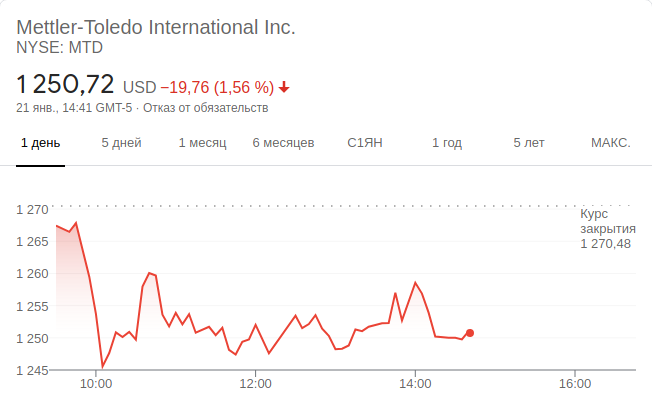 Mettler-Toledo International Inc.
NYSE: MTD
1 250,72 USD −19,76 (1,56 %)
21 янв., 14:41 GMT-5 · Отказ от обязательств
1 день 5 дней 1 месяц 6 месяцев С1ЯН 1 год 5 лет МАКС.
1 270
Курс
закрытия
1 270,48
1 265
1 260
1 255
1 250
1 245
10:00 12:00 14:00 16:00